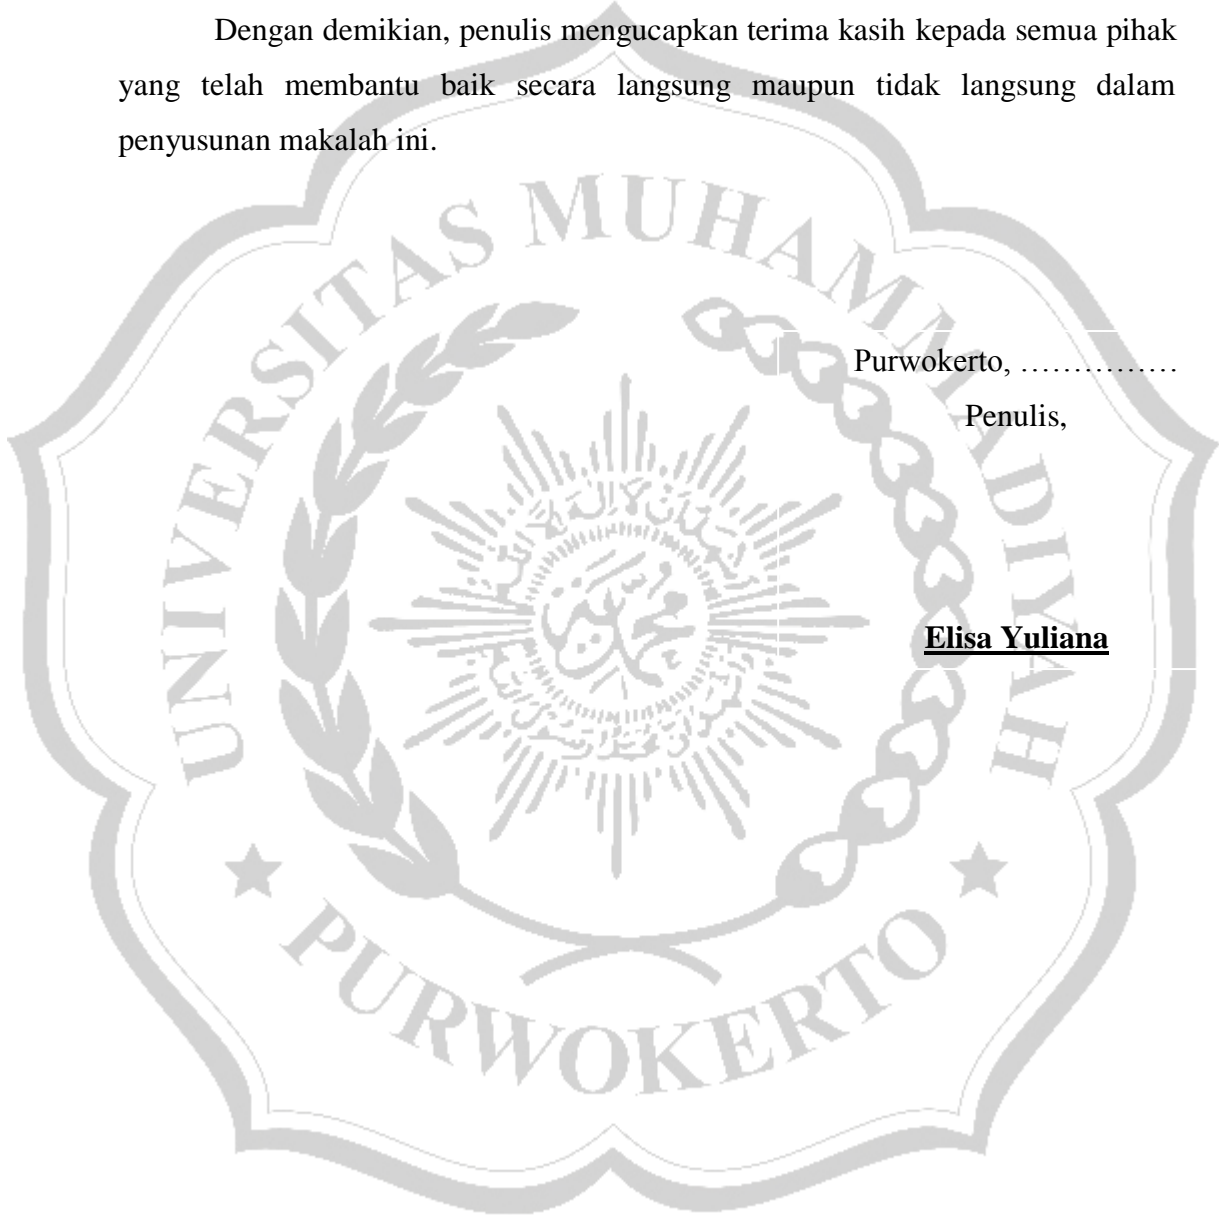 Dengan demikian, penulis mengucapkan terima kasih kepada semua pihak
yang telah membantu baik secara langsung maupun tidak langsung dalam
penyusunan makalah ini.
UNIVERSITAS MUHAMMADIYAH
Purwokerto, ……………
Penulis,
Elisa Yuliana
PURWOKERTO